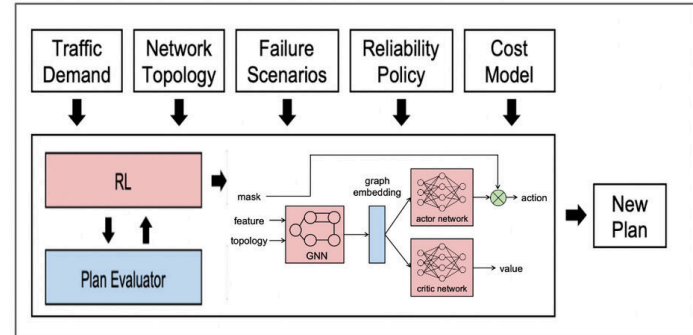 Traffic
Demand
Network
Topology
Failure
Scenarios
Reliability
Policy
Cost
Model
RL
Plan Evaluator
mask
feature
topology
GNN
graph
embedding
actor network
critic network
action
value
New
Plan